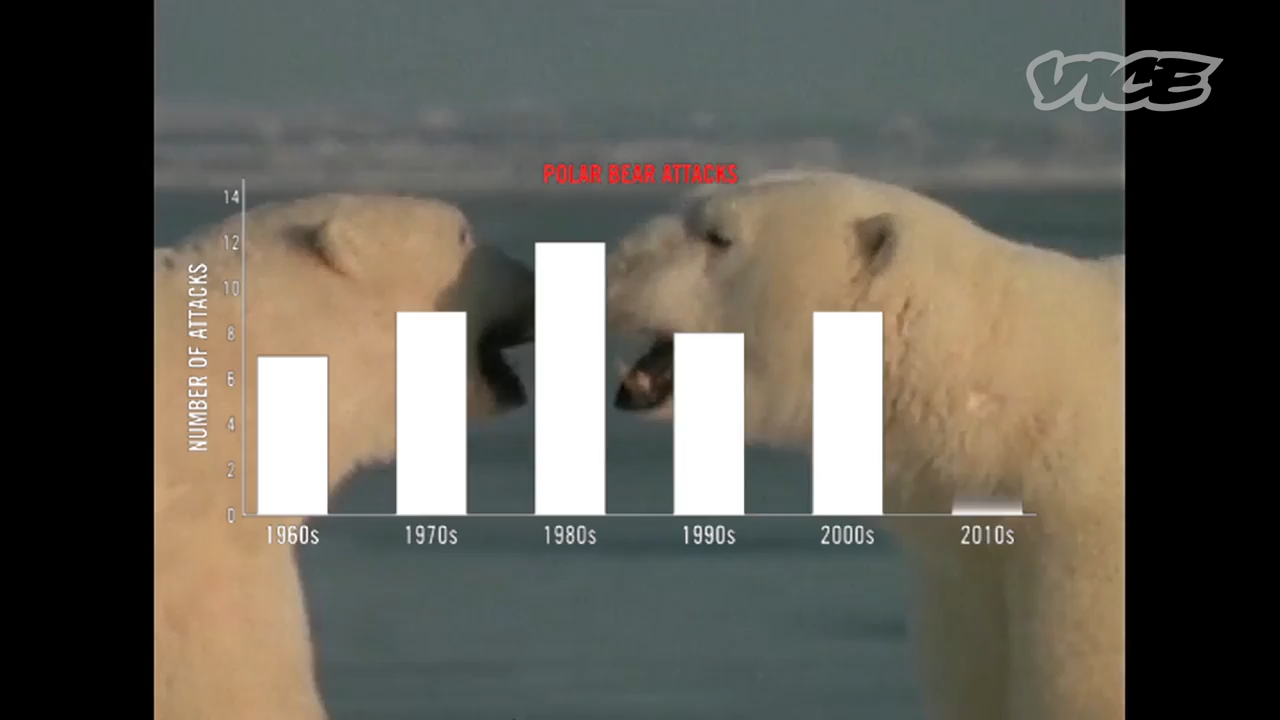 VICE
POLAR BEAR ATTACKS
NUMBER OF ATTACKS
14
12
10
8
6
4
2
0
1960s 1970s 1980s 1990s 2000s 2010s